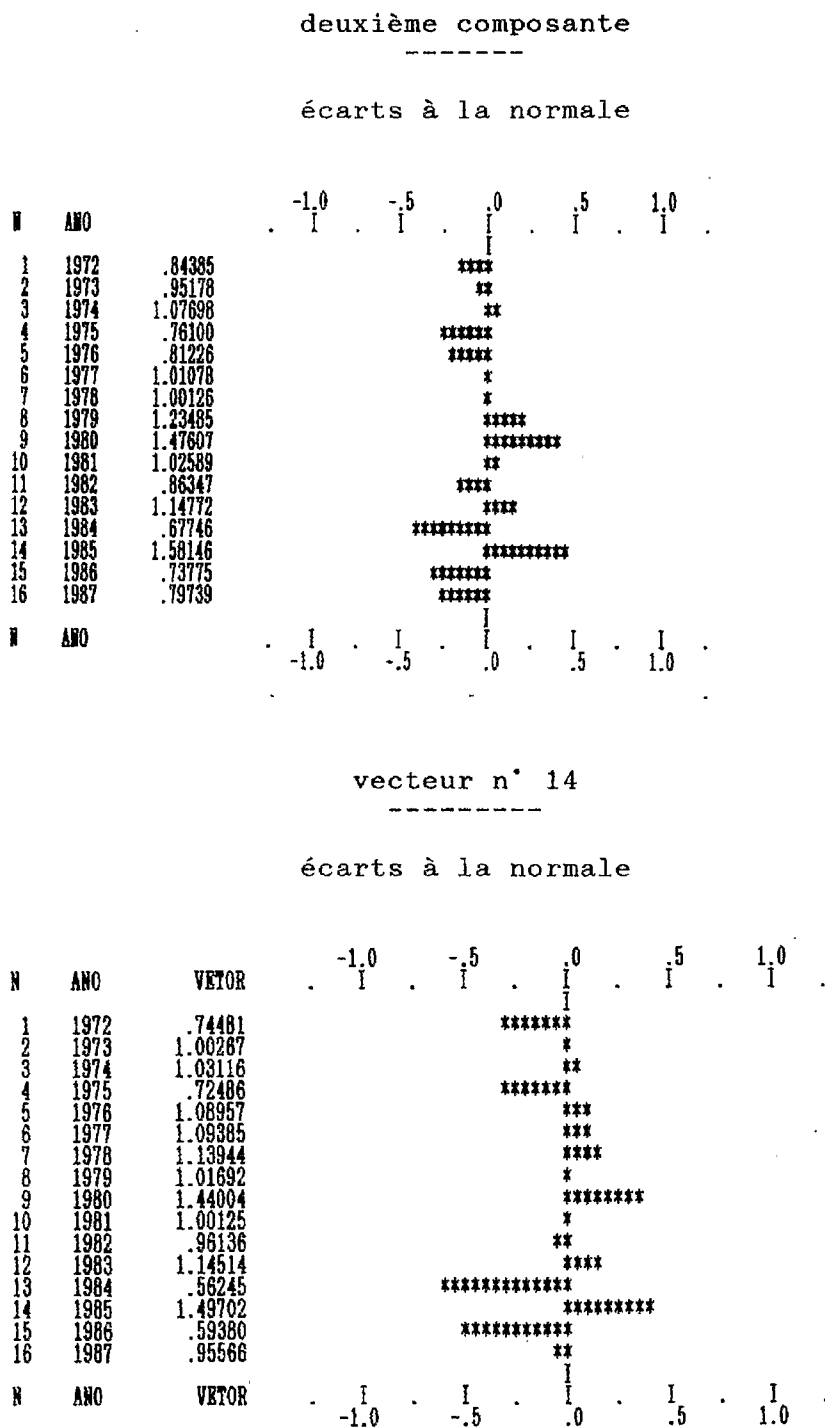 deuxième composante
-------
écarts à la normale
-1.0 -.5 .0 .5 1.0
N ANO . I . I . I . I . I .
I
1 1972 .84385 ****
2 1973 .95178 **
3 1974 1.07698 **
4 1975 .76100 ******
5 1976 .81226 *****
6 1977 1.01078 *
7 1978 1.00126 *
8 1979 1.23485 *****
9 1980 1.47607 *********
10 1981 1.02589 **
11 1982 .86347 ****
12 1983 1.14772 ****
13 1984 .67746 *********
14 1985 1.58146 **********
15 1986 .73775 *******
16 1987 .79739 ******
I
N ANO . I . I . I . I . I .
-1.0 -.5 .0 .5 1.0
vecteur n° 14
---------
écarts à la normale
-1.0 -.5 .0 .5 1.0
N ANO VETOR . I . I . I . I . I .
I
1 1972 .74481 *******
2 1973 1.00267 *
3 1974 1.03116 **
4 1975 .72486 *******
5 1976 1.08957 ***
6 1977 1.09385 ***
7 1978 1.13944 ****
8 1979 1.01692 *
9 1980 1.44004 ********
10 1981 1.00125 *
11 1982 .96136 **
12 1983 1.14514 ****
13 1984 .56245 *************
14 1985 1.49702 *********
15 1986 .59380 ***********
16 1987 .95566 **
I
N ANO VETOR . I . I . I . I . I .
-1.0 -.5 .0 .5 1.0